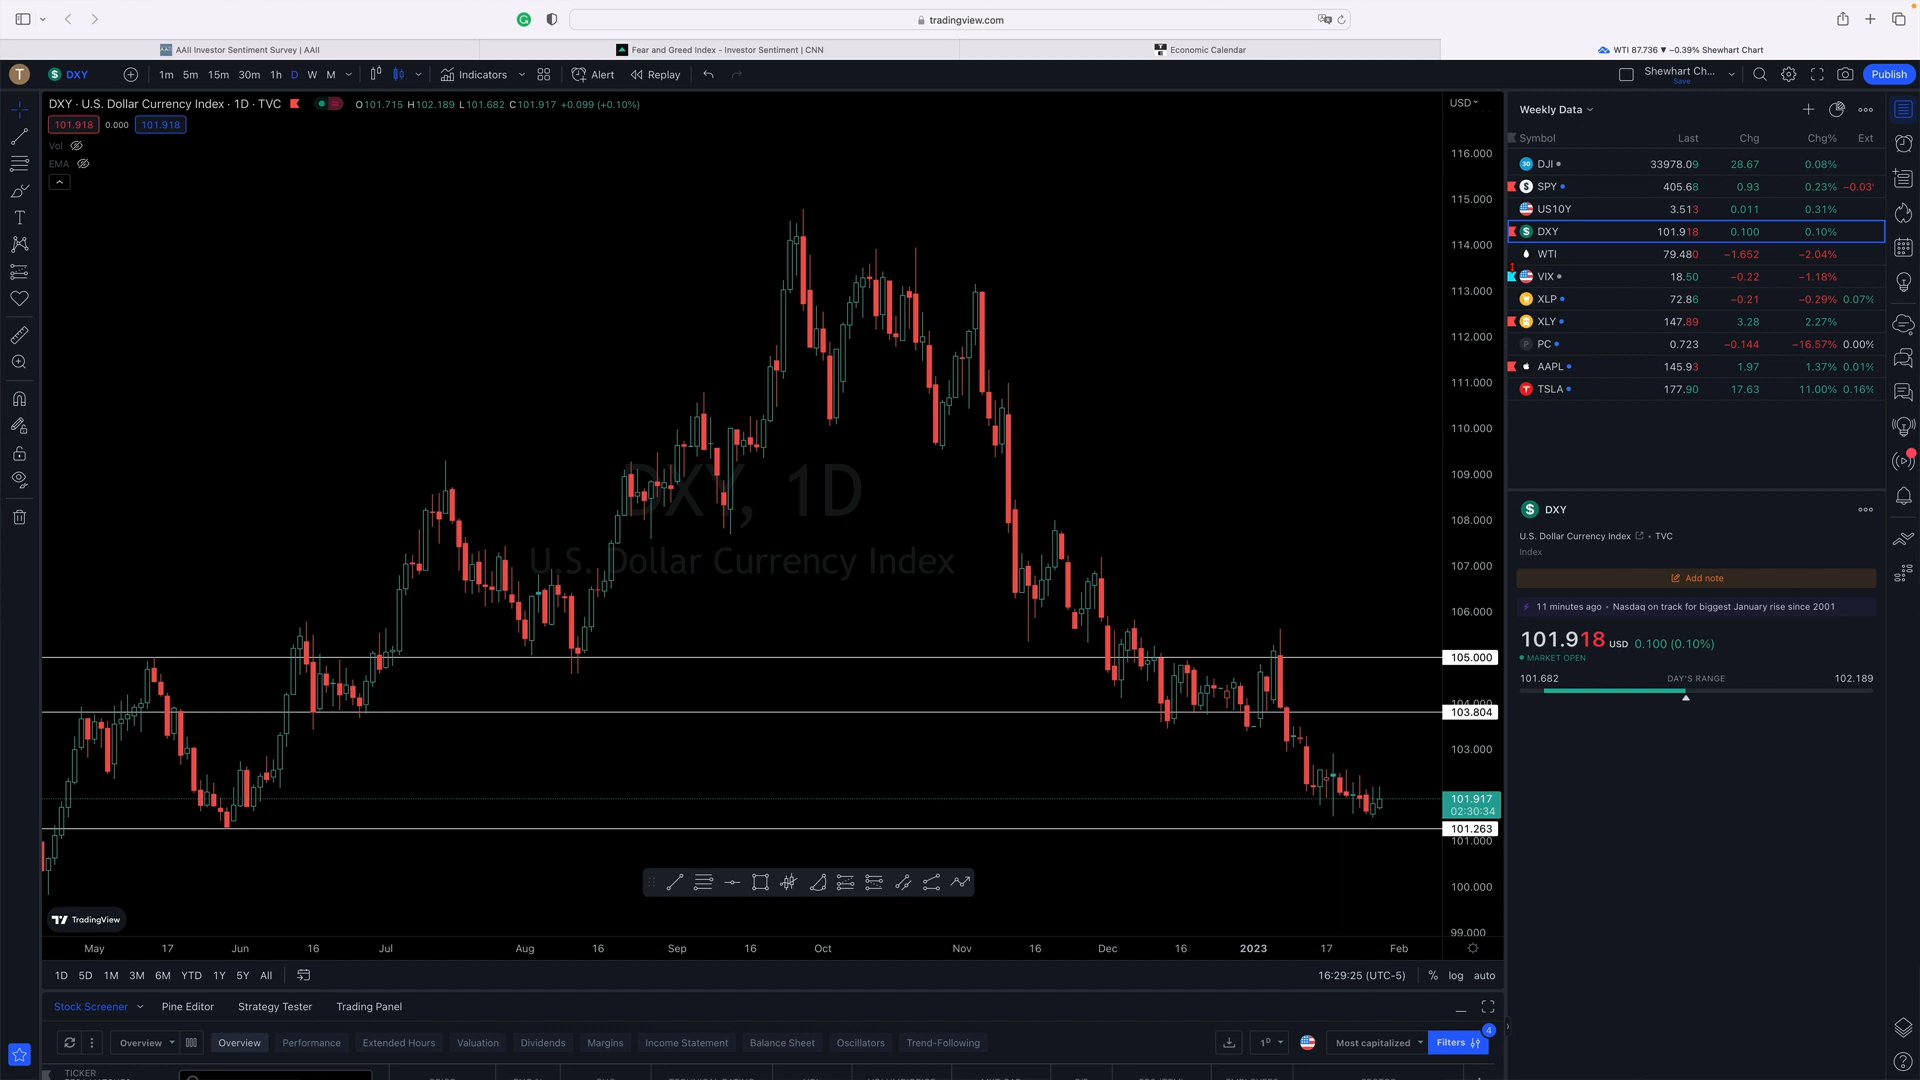 tradingview.com
AAII Investor Sentiment Survey | AAII
Fear and Greed Index - Investor Sentiment | CNN
Economic Calendar
WTI 87.736 ▼ −0.39% Shewhart Chart
T
DXY
1m 5m 15m 30m 1h D W M
Indicators
Alert
Replay
Shewhart Ch...
Save
Publish
DXY · U.S. Dollar Currency Index · 1D · TVC
O101.715 H102.189 L101.682 C101.917 +0.099 (+0.10%)
101.918 0.000 101.918
Vol
EMA
DXY, 1D
U.S. Dollar Currency Index
USD
116.000
115.000
114.000
113.000
112.000
111.000
110.000
109.000
108.000
107.000
106.000
105.000
104.000
103.804
103.000
101.917
02:30:34
101.263
101.000
100.000
99.000
TradingView
May 17 Jun 16 Jul Aug 16 Sep 16 Oct Nov 16 Dec 16 2023 17 Feb
1D 5D 1M 3M 6M YTD 1Y 5Y All
16:29:25 (UTC-5) % log auto
Stock Screener Pine Editor Strategy Tester Trading Panel
Overview Overview Performance Extended Hours Valuation Dividends Margins Income Statement Balance Sheet Oscillators Trend-Following
1D Most capitalized Filters 4
TICKER
Weekly Data
Symbol Last Chg Chg% Ext
DJI 33978.09 28.67 0.08%
SPY 405.68 0.93 0.23% −0.03
US10Y 3.513 0.011 0.31%
DXY 101.918 0.100 0.10%
WTI 79.480 −1.652 −2.04%
VIX 18.50 −0.22 −1.18%
XLP 72.86 −0.21 −0.29% 0.07%
XLY 147.89 3.28 2.27%
PC 0.723 −0.144 −16.57% 0.00%
AAPL 145.93 1.97 1.37% 0.01%
TSLA 177.90 17.63 11.00% 0.16%
DXY
U.S. Dollar Currency Index • TVC
Index
Add note
11 minutes ago • Nasdaq on track for biggest January rise since 2001
101.918 USD 0.100 (0.10%)
MARKET OPEN
101.682 DAY'S RANGE 102.189